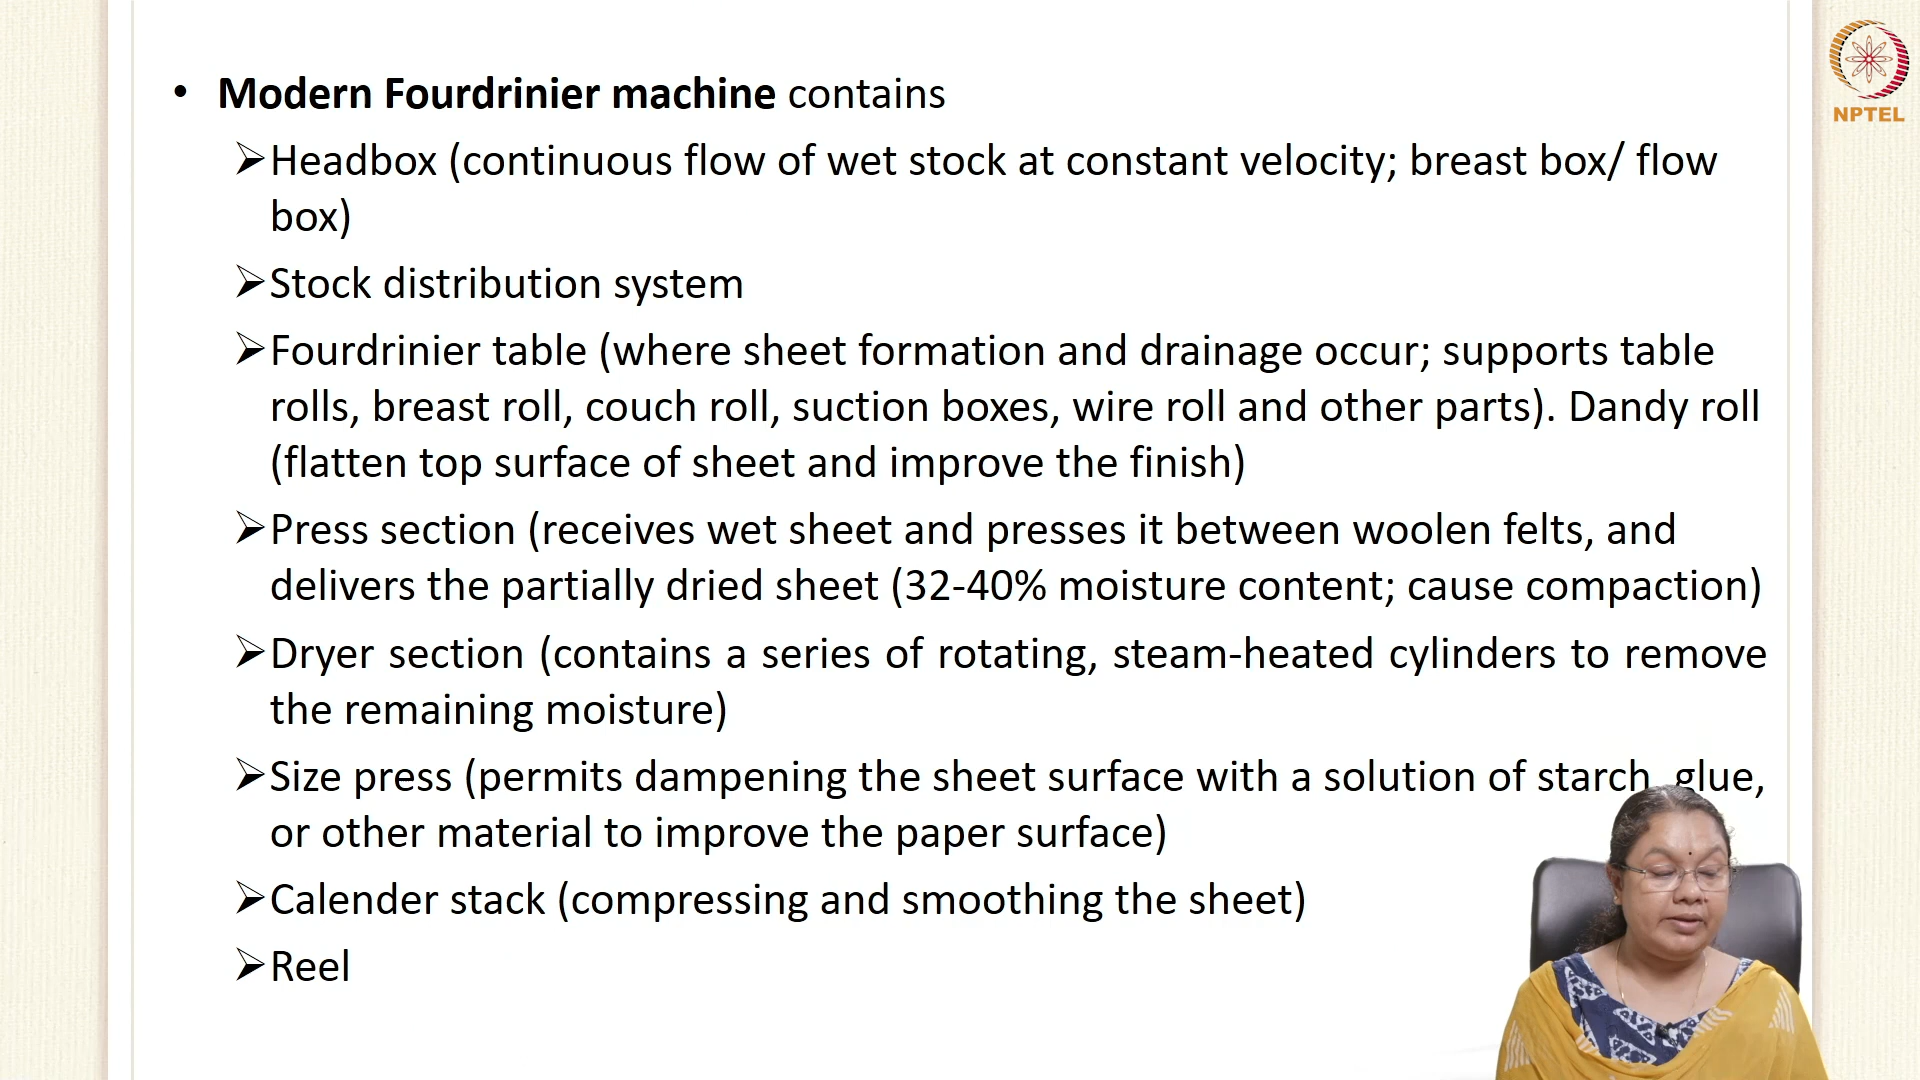 • Modern Fourdrinier machine contains
➢Headbox (continuous flow of wet stock at constant velocity; breast box/ flow
box)
➢Stock distribution system
➢Fourdrinier table (where sheet formation and drainage occur; supports table
rolls, breast roll, couch roll, suction boxes, wire roll and other parts). Dandy roll
(flatten top surface of sheet and improve the finish)
➢Press section (receives wet sheet and presses it between woolen felts, and
delivers the partially dried sheet (32-40% moisture content; cause compaction)
➢Dryer section (contains a series of rotating, steam-heated cylinders to remove
the remaining moisture)
➢Size press (permits dampening the sheet surface with a solution of starch, glue,
or other material to improve the paper surface)
➢Calender stack (compressing and smoothing the sheet)
➢Reel
NPTEL